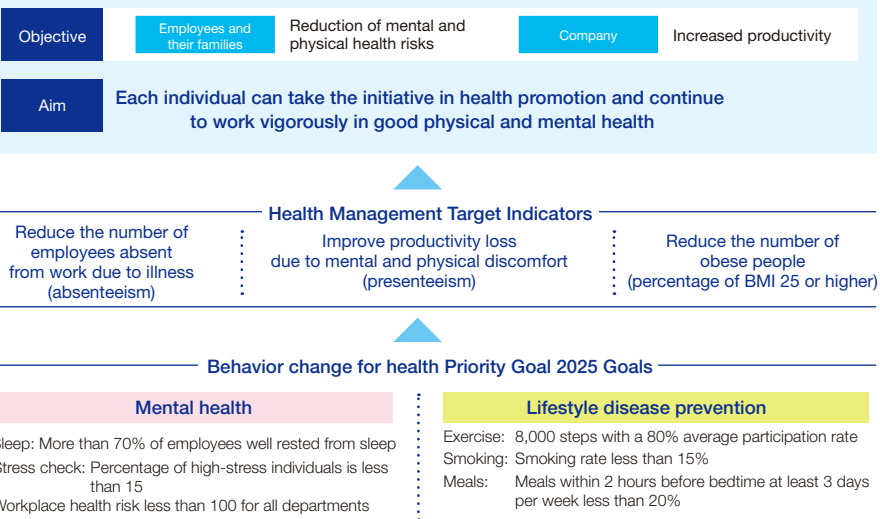 Objective
Employees and
their families
Reduction of mental and
physical health risks
Company
Increased productivity
Aim
Each individual can take the initiative in health promotion and continue
to work vigorously in good physical and mental health
Health Management Target Indicators
Reduce the number of
employees absent
from work due to illness
(absenteeism)
Improve productivity loss
due to mental and physical discomfort
(presenteeism)
Reduce the number of
obese people
(percentage of BMI 25 or higher)
Behavior change for health Priority Goal 2025 Goals
Mental health
Sleep: More than 70% of employees well rested from sleep
Stress check: Percentage of high-stress individuals is less
than 15
Workplace health risk less than 100 for all departments
Lifestyle disease prevention
Exercise: 8,000 steps with a 80% average participation rate
Smoking: Smoking rate less than 15%
Meals: Meals within 2 hours before bedtime at least 3 days
per week less than 20%